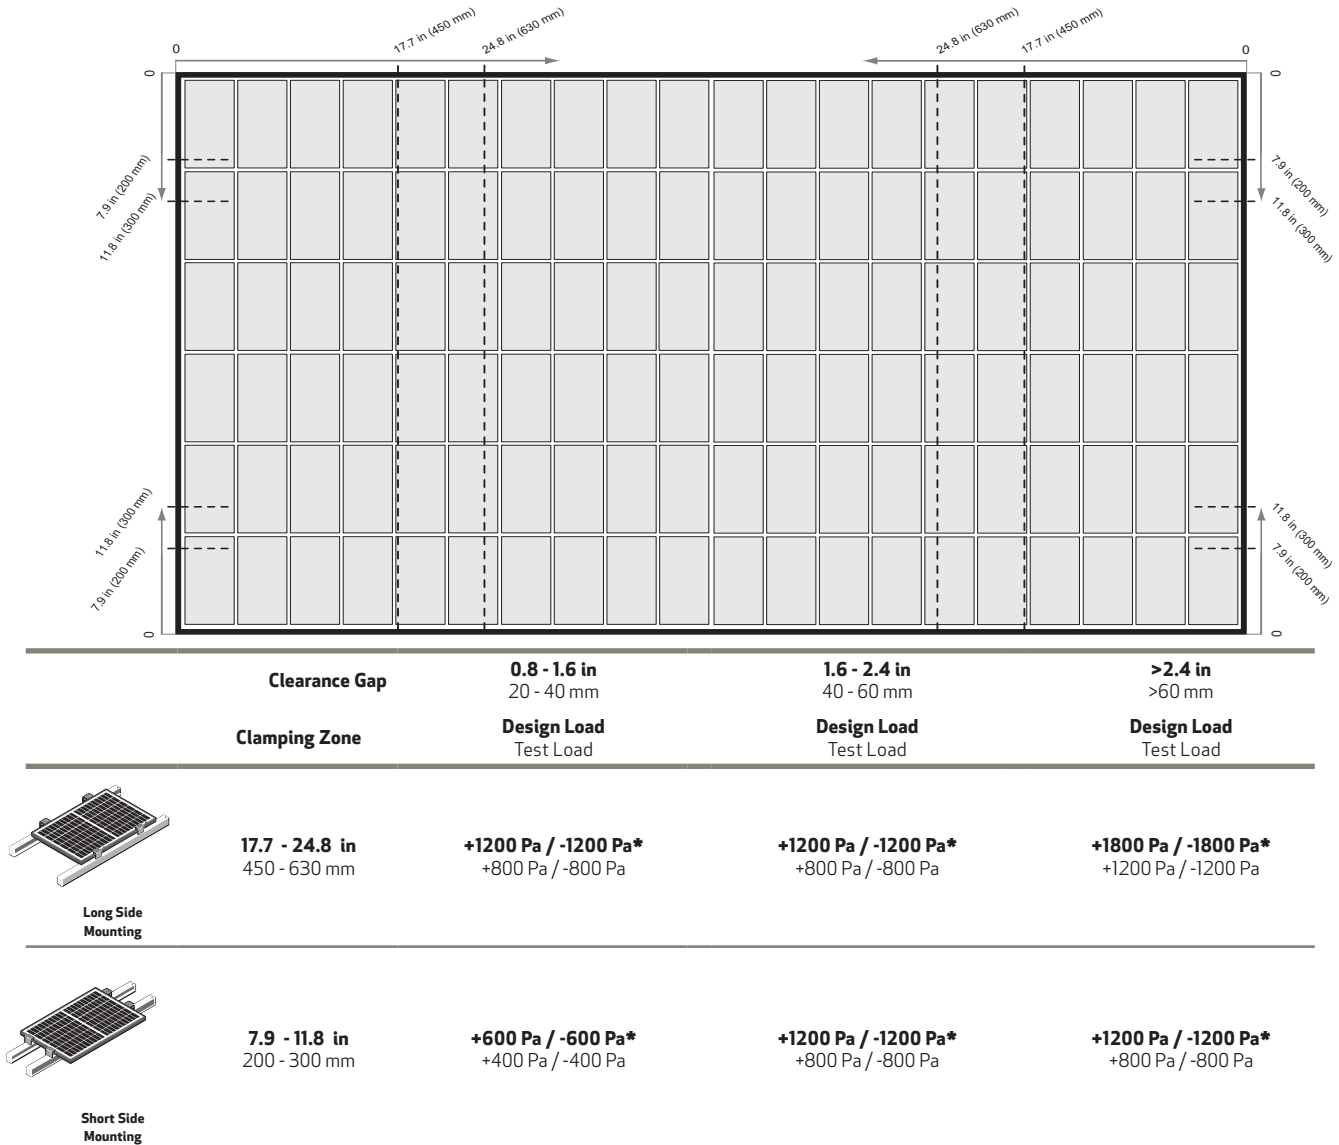 0
17.7 in (450 mm)
24.8 in (630 mm)
24.8 in (630 mm)
17.7 in (450 mm)
0
0
0
7.9 in (200 mm)
11.8 in (300 mm)
7.9 in (200 mm)
11.8 in (300 mm)
11.8 in (300 mm)
7.9 in (200 mm)
11.8 in (300 mm)
7.9 in (200 mm)
0
0
Clearance Gap
0.8 - 1.6 in
20 - 40 mm
1.6 - 2.4 in
40 - 60 mm
>2.4 in
>60 mm
Clamping Zone
Design Load
Test Load
Design Load
Test Load
Design Load
Test Load
Long Side
Mounting
17.7 - 24.8 in
450 - 630 mm
+1200 Pa / -1200 Pa*
+800 Pa / -800 Pa
+1200 Pa / -1200 Pa*
+800 Pa / -800 Pa
+1800 Pa / -1800 Pa*
+1200 Pa / -1200 Pa
Short Side
Mounting
7.9 - 11.8 in
200 - 300 mm
+600 Pa / -600 Pa*
+400 Pa / -400 Pa
+1200 Pa / -1200 Pa*
+800 Pa / -800 Pa
+1200 Pa / -1200 Pa*
+800 Pa / -800 Pa